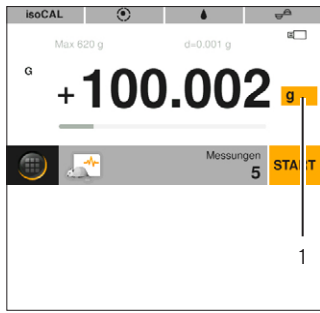 isoCAL
Max 620 g d=0.001 g
G
+100.002 g
Messungen
5
START
1